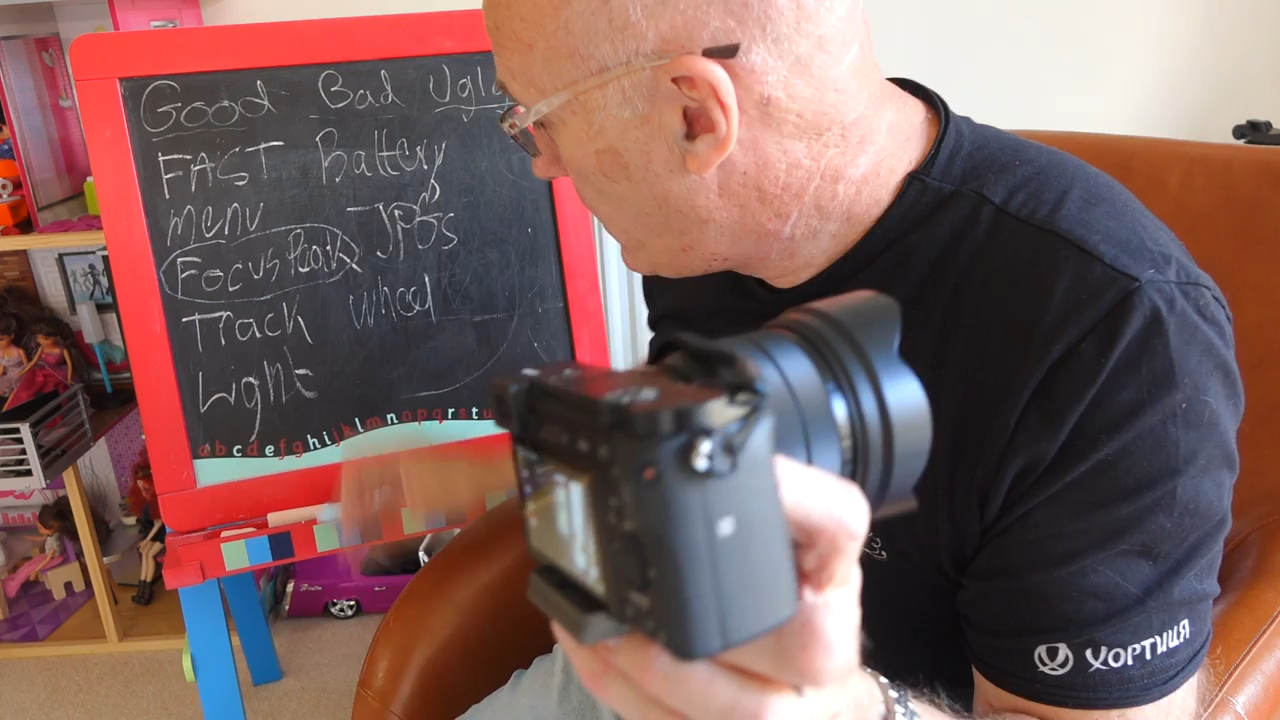 Good Bad Ugly
FAST Battery
menu JPGs
Focus Peak
Track wheel
Light
abcdefghijklmnopqrstu
ХОРТИЦЯ